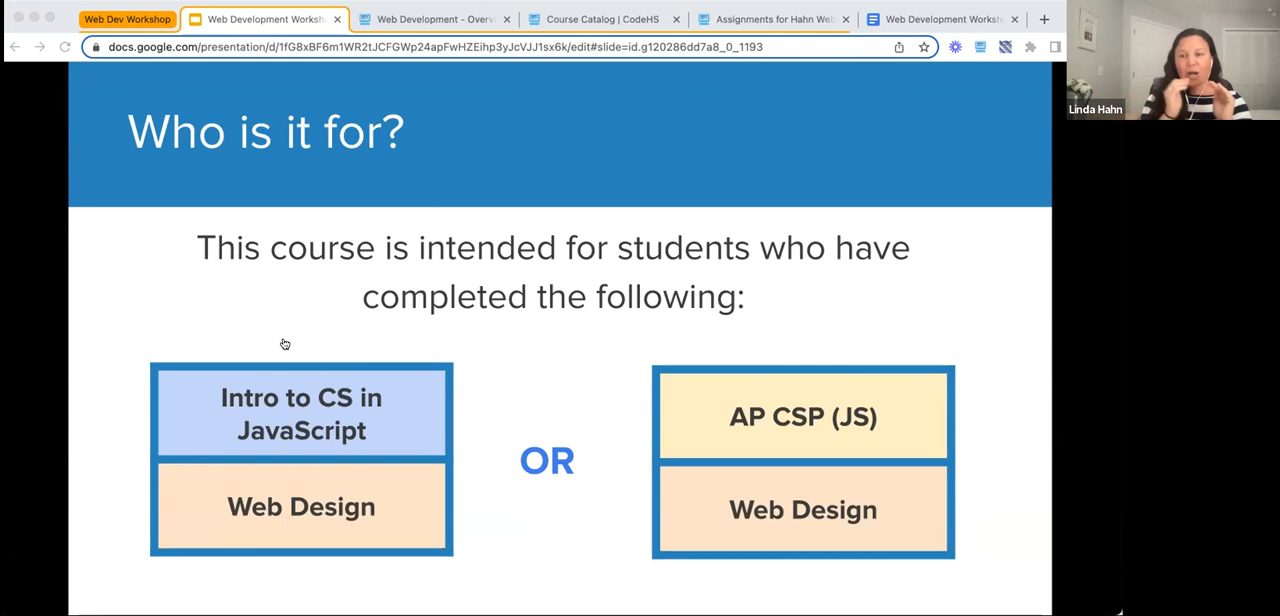 Web Dev Workshop
Web Development Worksh
Web Development - Overv
Course Catalog | CodeHS
Assignments for Hahn Web
Web Development Worksh
docs.google.com/presentation/d/1fG8xBF6m1WR2tJCFGWp24apFwHZEihp3yJcVJJ1sx6k/edit#slide=id.g120286dd7a8_0_1193
Linda Hahn
Who is it for?
This course is intended for students who have
completed the following:
Intro to CS in
JavaScript
Web Design
OR
AP CSP (JS)
Web Design